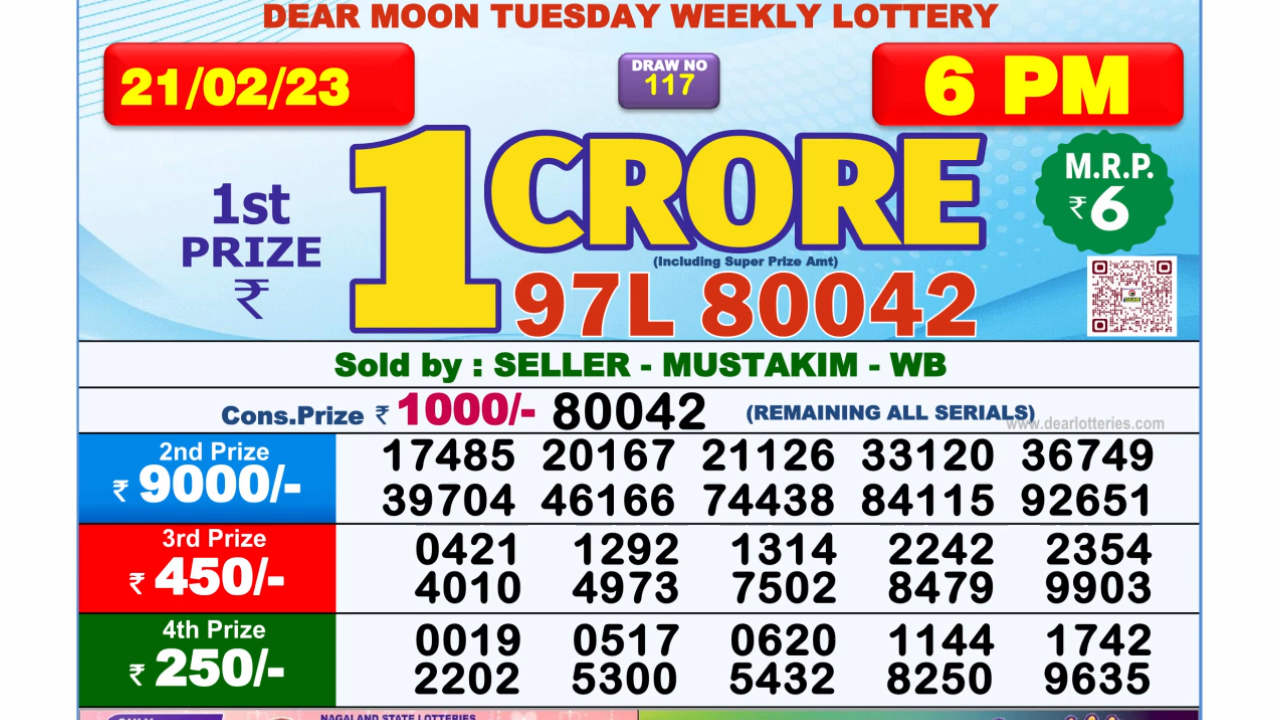 DEAR MOON TUESDAY WEEKLY LOTTERY
21/02/23
DRAW NO
117
6 PM
1st
PRIZE
₹
1 CRORE
(Including Super Prize Amt)
M.R.P.
₹6
97L 80042
Sold by : SELLER - MUSTAKIM - WB
Cons.Prize ₹ 1000/- 80042 (REMAINING ALL SERIALS)
www.dearlotteries.com
2nd Prize
₹ 9000/-
17485 20167 21126 33120 36749
39704 46166 74438 84115 92651
3rd Prize
₹ 450/-
0421 1292 1314 2242 2354
4010 4973 7502 8479 9903
4th Prize
₹ 250/-
0019 0517 0620 1144 1742
2202 5300 5432 8250 9635
NAGALAND STATE LOTTERIES